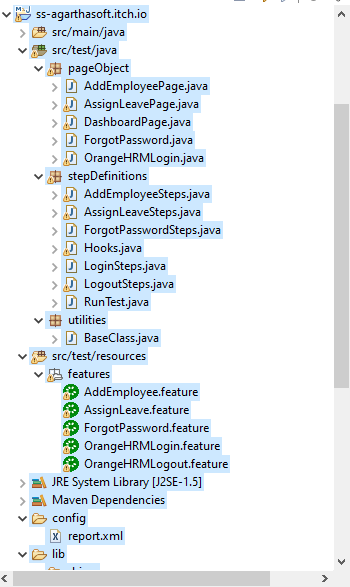 ss-agarthasoft.itch.io
src/main/java
src/test/java
pageObject
AddEmployeePage.java
AssignLeavePage.java
DashboardPage.java
ForgotPassword.java
OrangeHRMLogin.java
stepDefinitions
AddEmployeeSteps.java
AssignLeaveSteps.java
ForgotPasswordSteps.java
Hooks.java
LoginSteps.java
LogoutSteps.java
RunTest.java
utilities
BaseClass.java
src/test/resources
features
AddEmployee.feature
AssignLeave.feature
ForgotPassword.feature
OrangeHRMLogin.feature
OrangeHRMLogout.feature
JRE System Library [J2SE-1.5]
Maven Dependencies
config
report.xml
lib